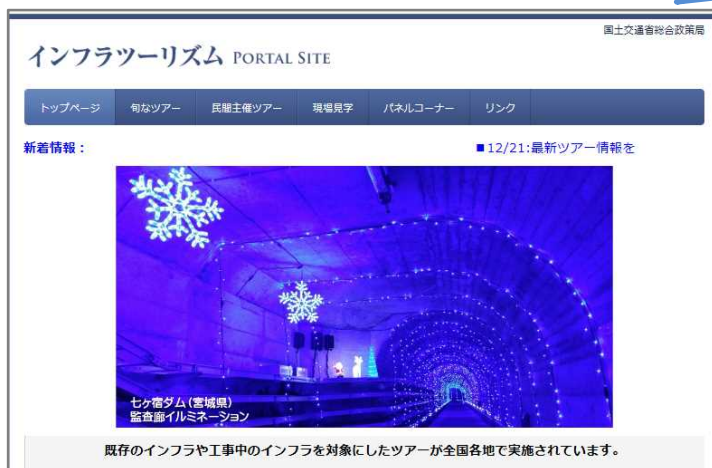 国土交通省総合政策局
インフラツーリズム PORTAL SITE
トップページ 旬なツアー 民間主催ツアー 現場見学 パネルコーナー リンク
新着情報： ■12/21:最新ツアー情報を
七ヶ宿ダム（宮城県）
監査廊イルミネーション
既存のインフラや工事中のインフラを対象にしたツアーが全国各地で実施されています。